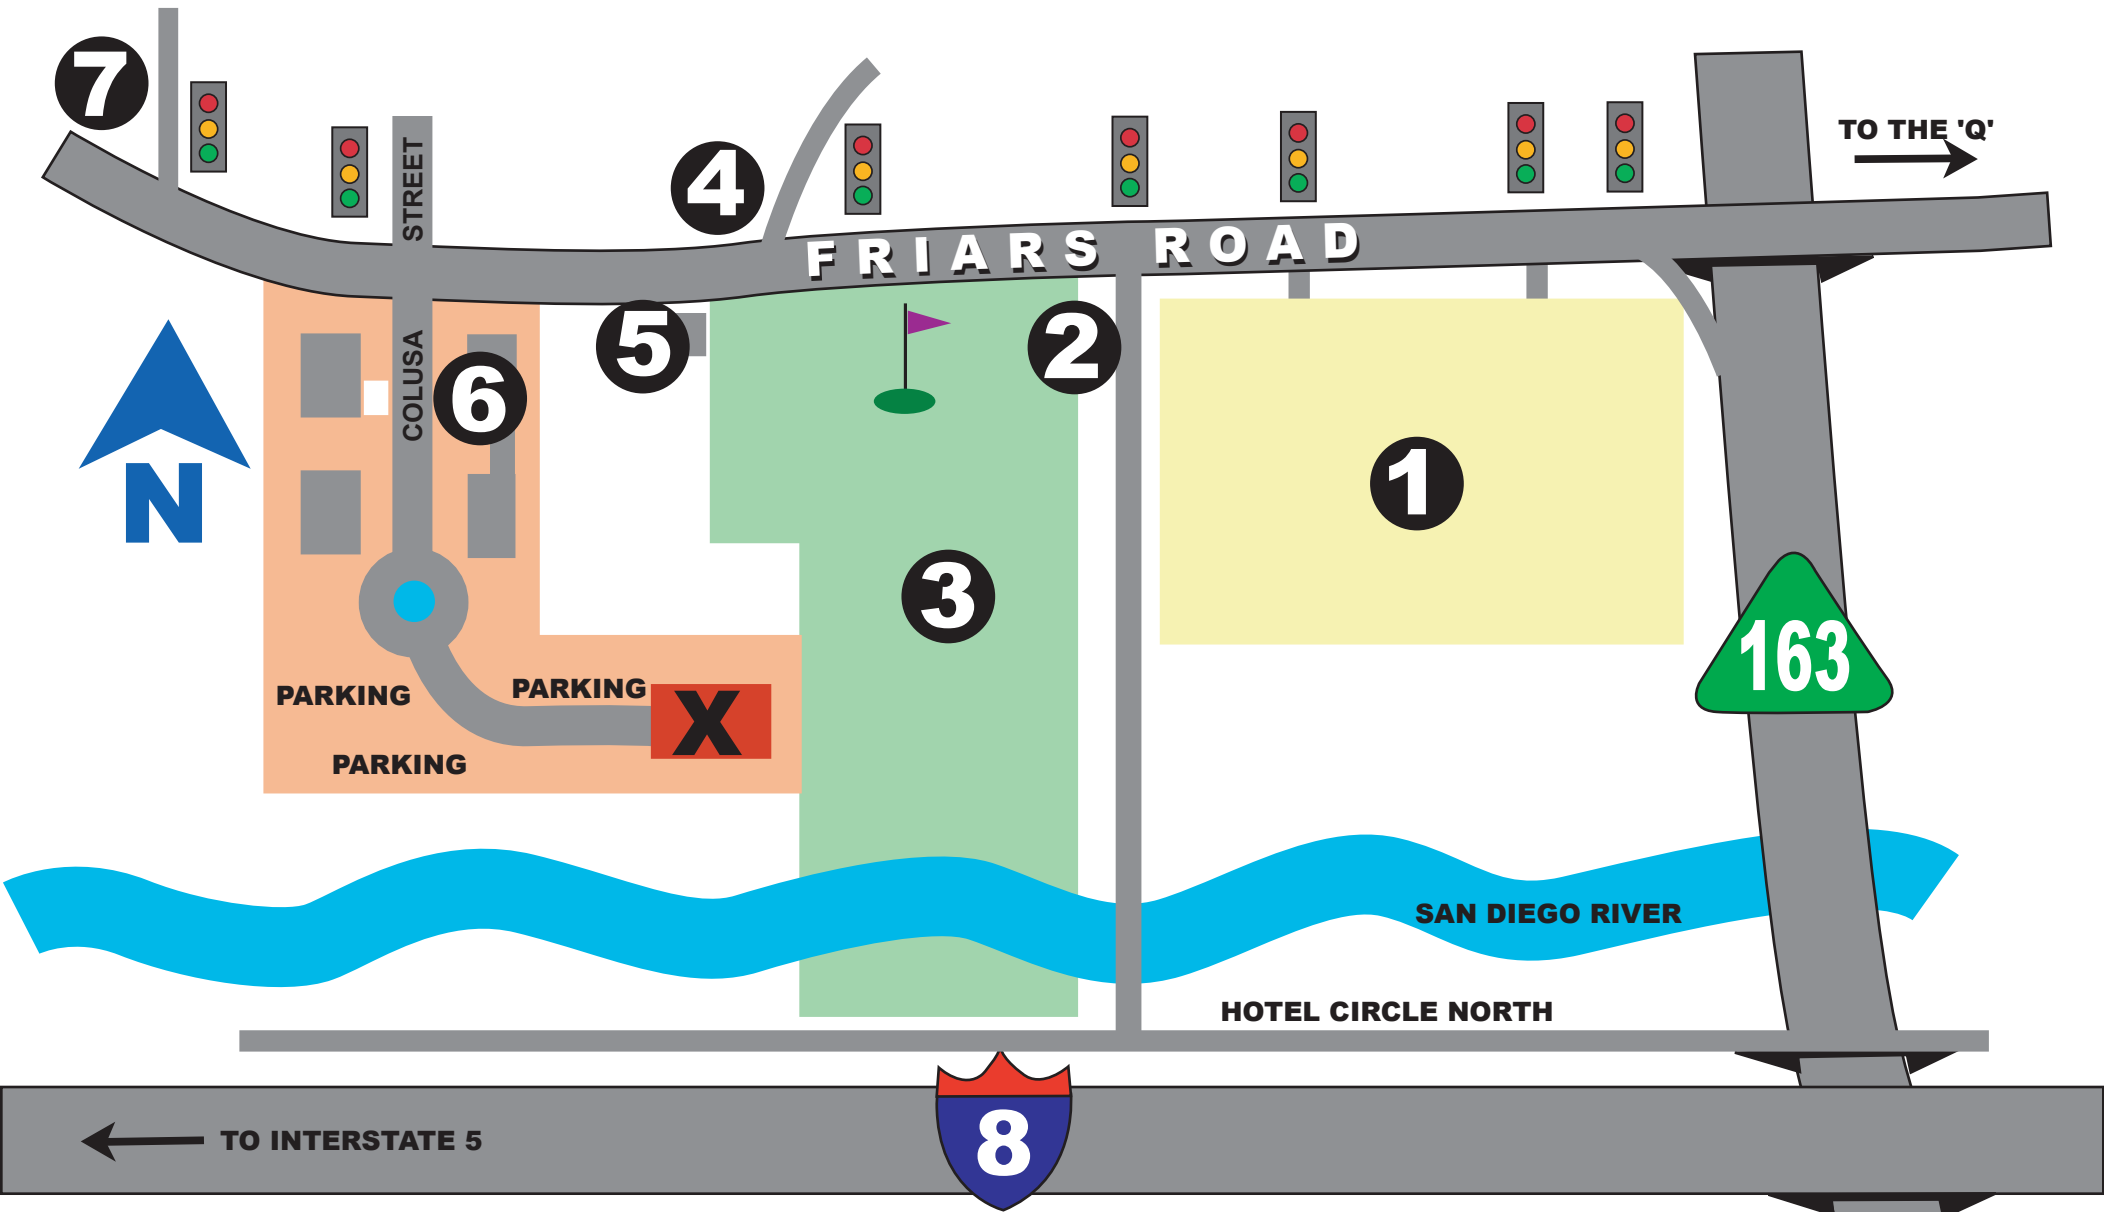 7
STREET
4
TO THE 'Q'
FRIARS ROAD
5
2
COLUSA
6
1
N
3
163
PARKING
PARKING
X
PARKING
SAN DIEGO RIVER
HOTEL CIRCLE NORTH
8
TO INTERSTATE 5